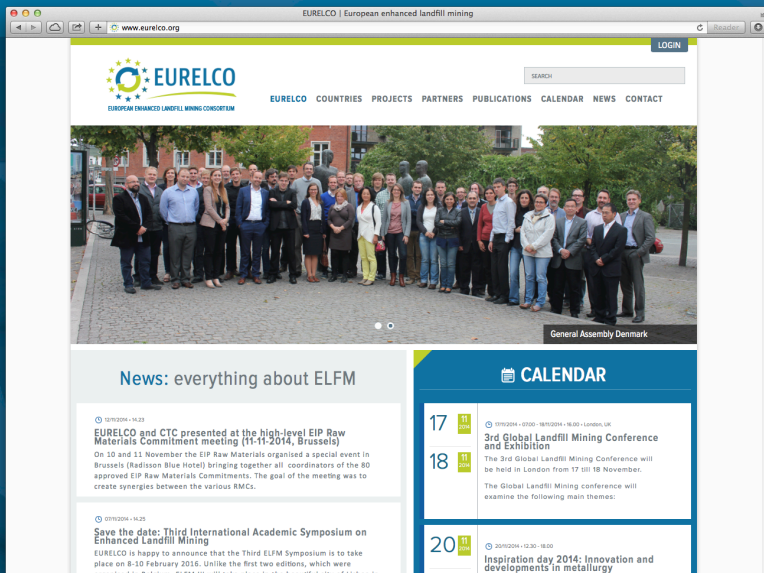 EURELCO | European enhanced landfill mining
www.eurelco.org
Reader
LOGIN
EURELCO
EUROPEAN ENHANCED LANDFILL MINING CONSORTIUM
SEARCH
EURELCO COUNTRIES PROJECTS PARTNERS PUBLICATIONS CALENDAR NEWS CONTACT
General Assembly Denmark
News: everything about ELFM
12/11/2014 • 14.23
EURELCO and CTC presented at the high-level EIP Raw
Materials Commitment meeting (11-11-2014, Brussels)
On 10 and 11 November the EIP Raw Materials organised a special event in
Brussels (Radisson Blue Hotel) bringing together all coordinators of the 80
approved EIP Raw Materials Commitments. The goal of the meeting was to
create synergies between the various RMCs.
07/11/2014 • 14.25
Save the date: Third International Academic Symposium on
Enhanced Landfill Mining
EURELCO is happy to announce that the Third ELFM Symposium is to take
place on 8-10 February 2016. Unlike the first two editions, which were
CALENDAR
17 11
2014
18 11
2014
17/11/2014 • 07.00 - 18/11/2014 • 16.00 • London, UK
3rd Global Landfill Mining Conference
and Exhibition
The 3rd Global Landfill Mining Conference will
be held in London from 17 till 18 November.
The Global Landfill Mining conference will
examine the following main themes:
20 11
2014
20/11/2014 • 12.30 - 18.00
Inspiration day 2014: Innovation and
developments in metallurgy